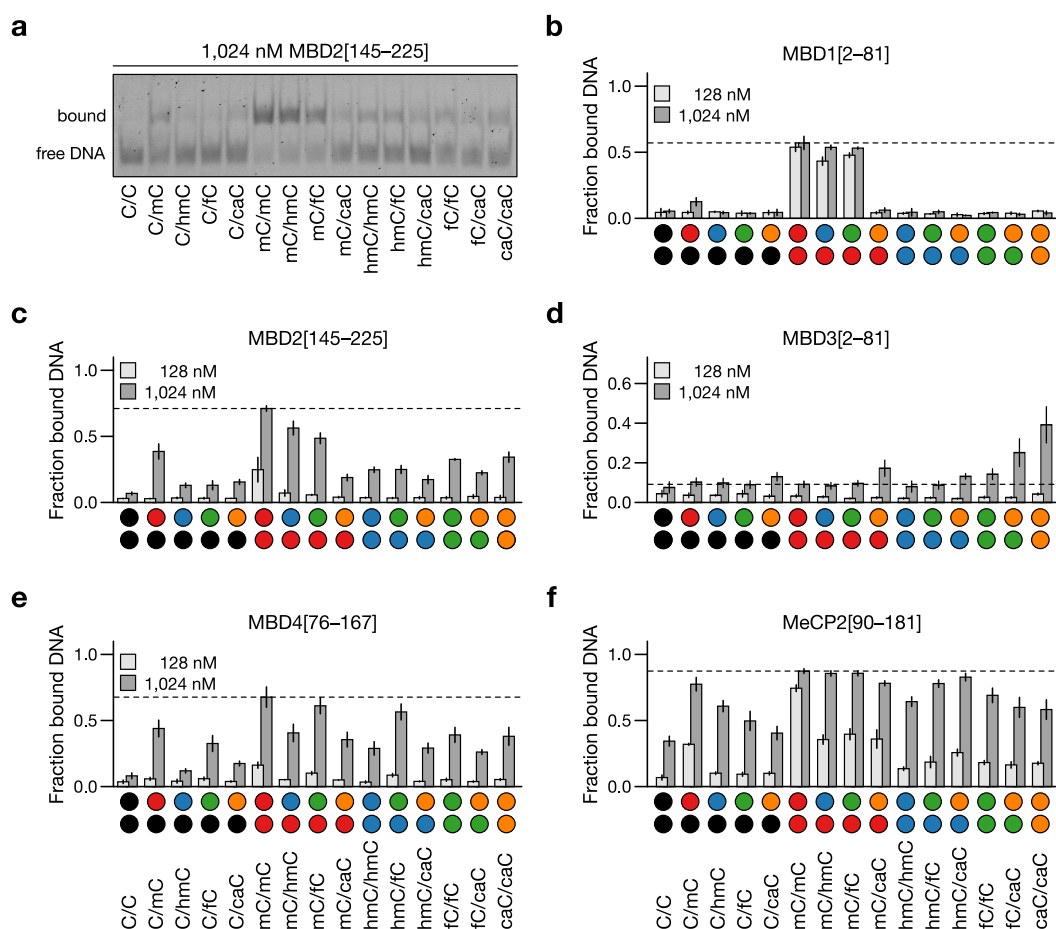 a
1,024 nM MBD2[145–225]
bound
free DNA
C/C
C/mC
C/hmC
C/fC
C/caC
mC/mC
mC/hmC
mC/fC
mC/caC
hmC/hmC
hmC/fC
hmC/caC
fC/fC
fC/caC
caC/caC
b
MBD1[2–81]
Fraction bound DNA
1.0
0.5
0.0
128 nM
1,024 nM
c
MBD2[145–225]
Fraction bound DNA
1.0
0.5
0.0
128 nM
1,024 nM
d
MBD3[2–81]
Fraction bound DNA
0.6
0.4
0.2
0.0
128 nM
1,024 nM
e
MBD4[76–167]
Fraction bound DNA
1.0
0.5
0.0
128 nM
1,024 nM
C/C
C/mC
C/hmC
C/fC
C/caC
mC/mC
mC/hmC
mC/fC
mC/caC
hmC/hmC
hmC/fC
hmC/caC
fC/fC
fC/caC
caC/caC
f
MeCP2[90–181]
Fraction bound DNA
1.0
0.5
0.0
C/C
C/mC
C/hmC
C/fC
C/caC
mC/mC
mC/hmC
mC/fC
mC/caC
hmC/hmC
hmC/fC
hmC/caC
fC/fC
fC/caC
caC/caC